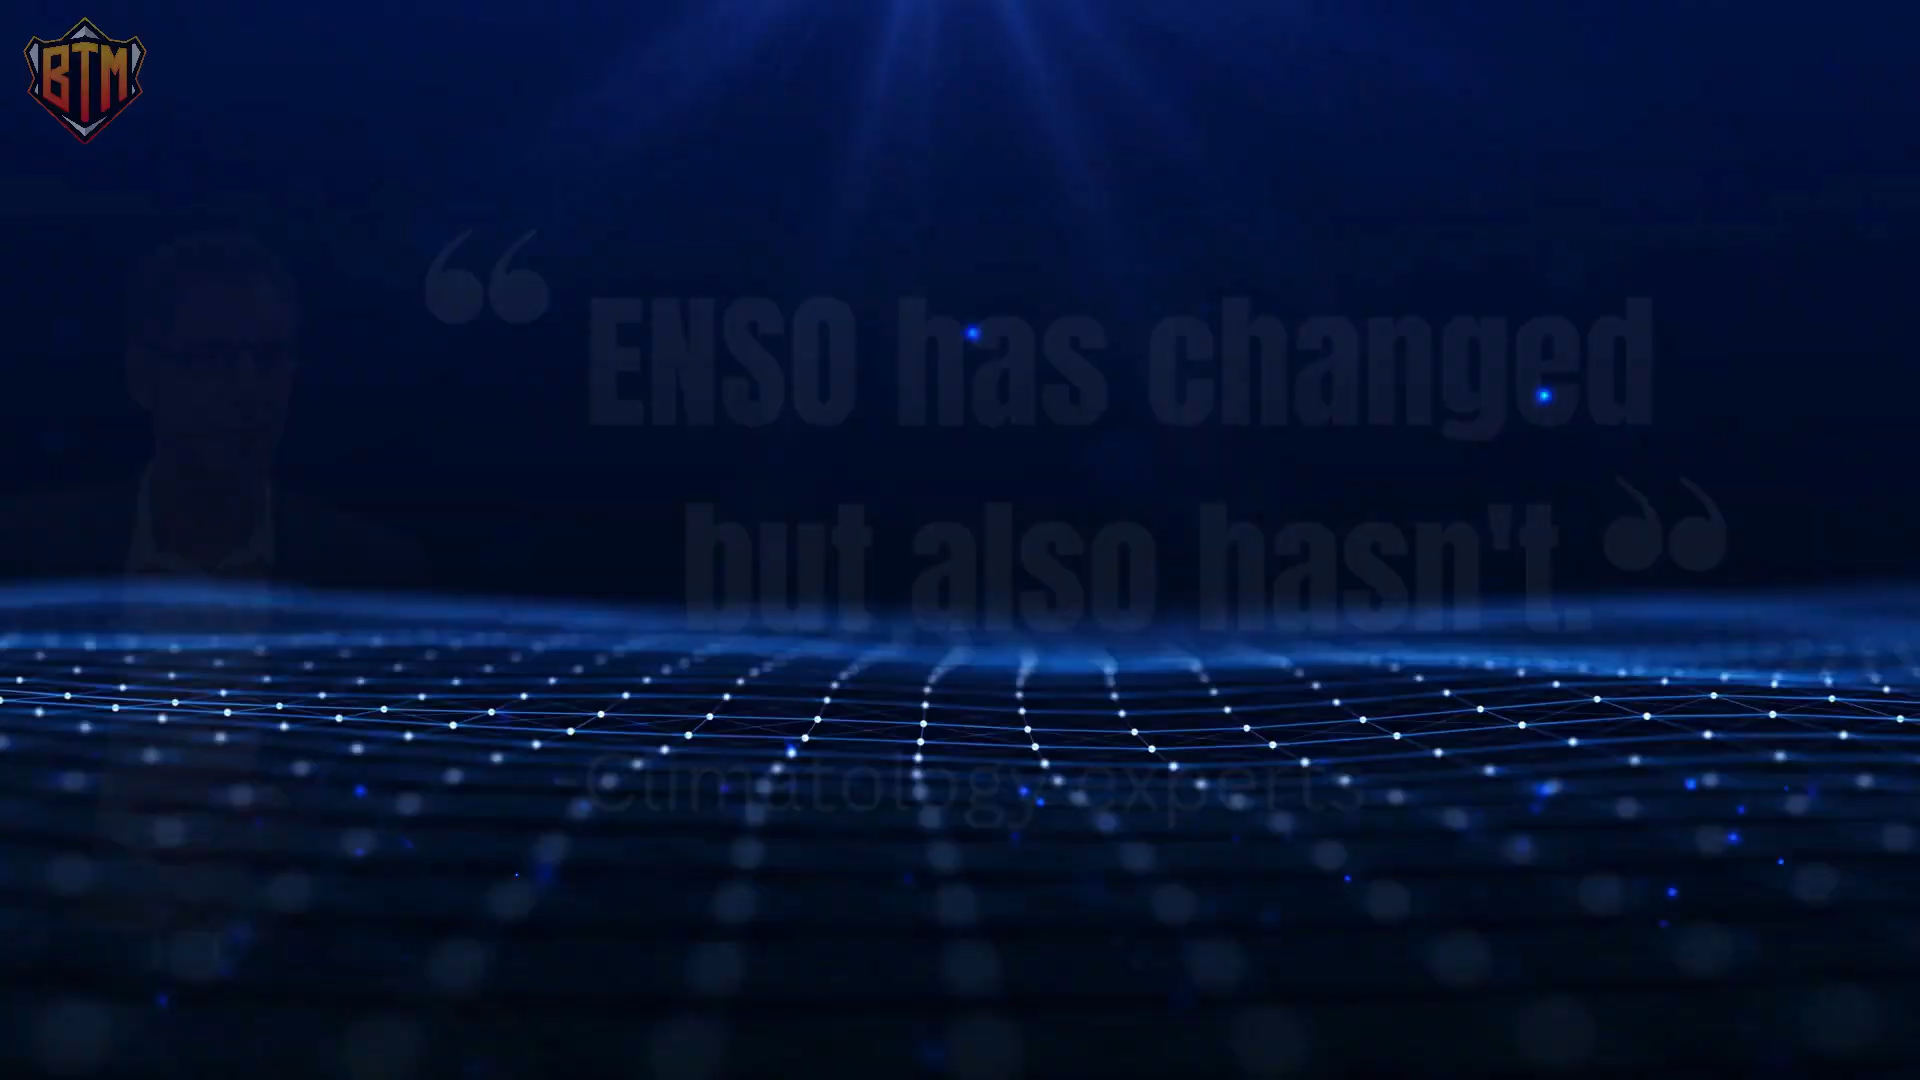 BTM
“ENSO has changed
but also hasn't.”
-Climatology experts